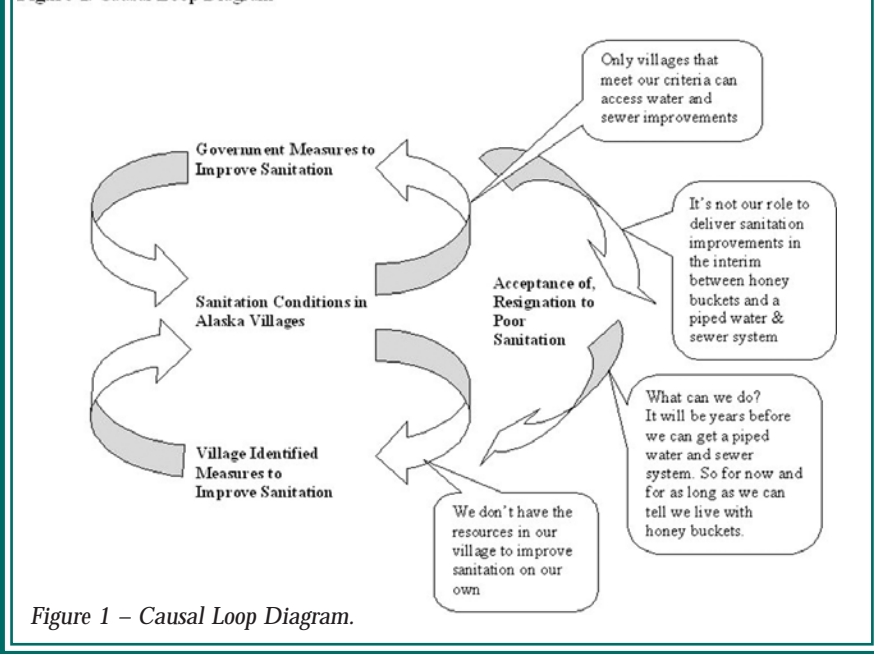 Only villages that
meet our criteria can
access water and
sewer improvements
Government Measures to
Improve Sanitation
It's not our role to
deliver sanitation
improvements in
the interim
between honey
buckets and a
piped water &
sewer system
Acceptance of,
Resignation to
Poor
Sanitation
Sanitation Conditions in
Alaska Villages
What can we do?
It will be years before
we can get a piped
water and sewer
system. So for now and
for as long as we can
tell we live with
honey buckets.
Village Identified
Measures to
Improve Sanitation
We don't have the
resources in our
village to improve
sanitation on our
own
Figure 1 – Causal Loop Diagram.